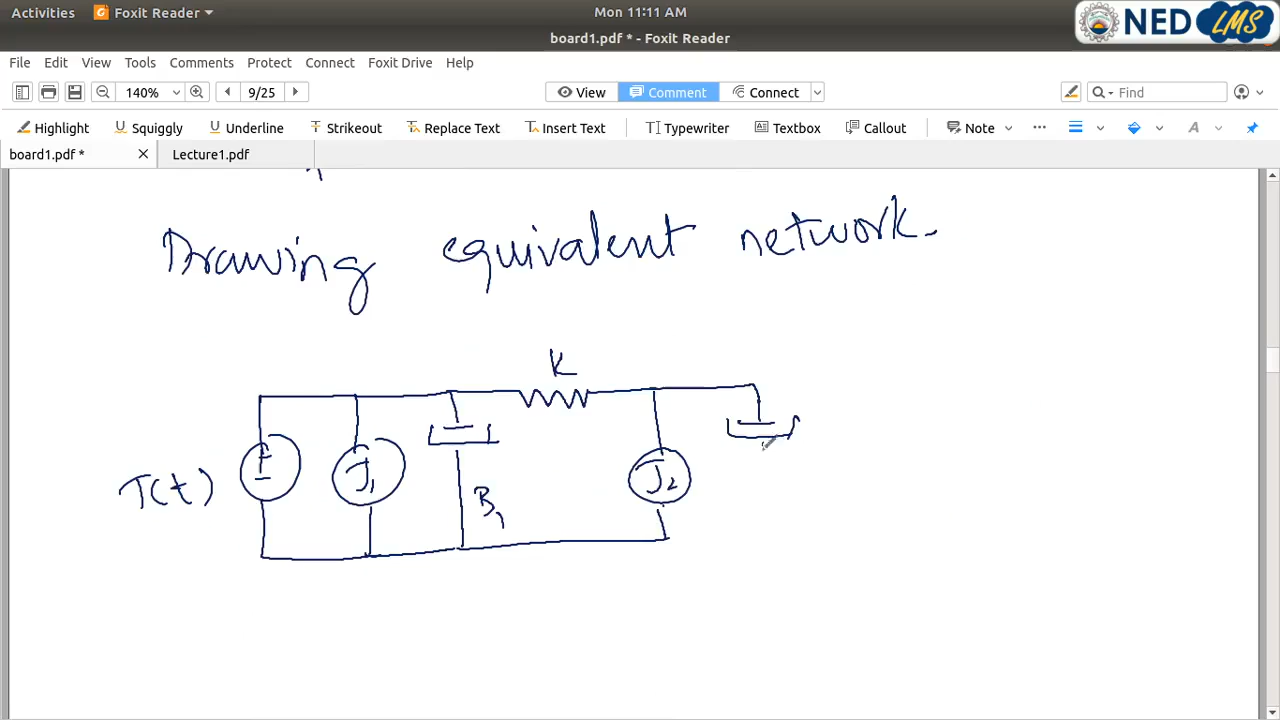 Activities
Foxit Reader
Mon 11:11 AM
NED LMS
board1.pdf * - Foxit Reader
File Edit View Tools Comments Protect Connect Foxit Drive Help
140% 9/25 View Comment Connect Find
Highlight Squiggly Underline Strikeout Replace Text Insert Text Typewriter Textbox Callout Note
board1.pdf * Lecture1.pdf
Drawing equivalent network.
K
T(t) J1 B1 J2